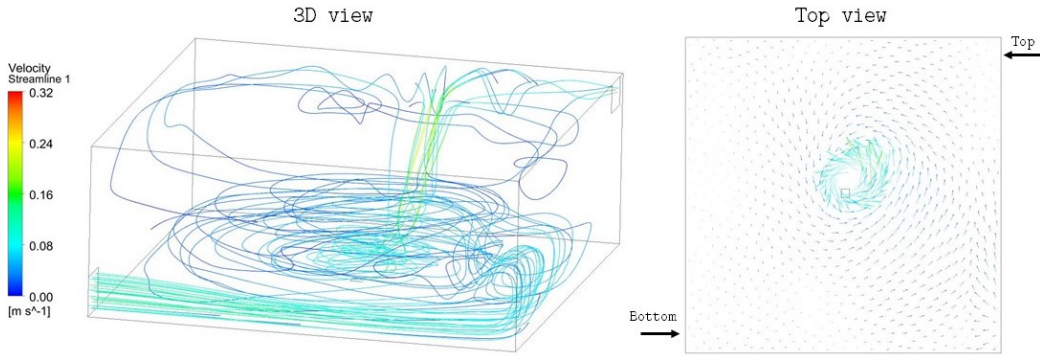 3D view
Top view
Velocity
Streamline 1
0.32
0.24
0.16
0.08
0.00
[m s^-1]
Top
Bottom